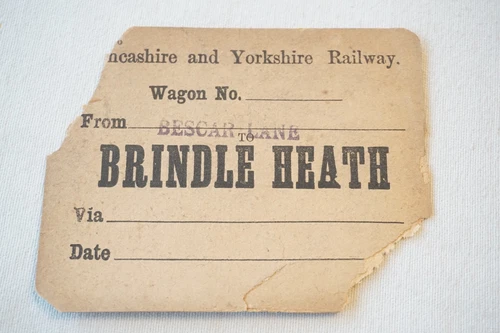 ncashire and Yorkshire Railway.
Wagon No.
From BESCAR LANE
TO
BRINDLE HEATH
Via
Date